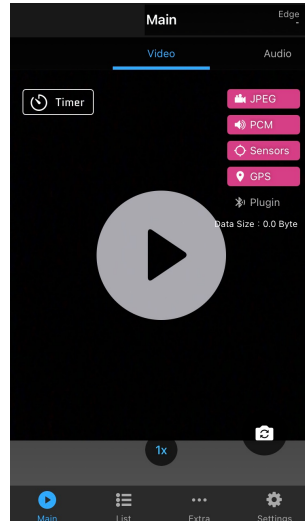 Main
Edge
-
Video
Audio
Timer
JPEG
PCM
Sensors
GPS
Plugin
Data Size : 0.0 Byte
1x
Main
List
Extra
Settings